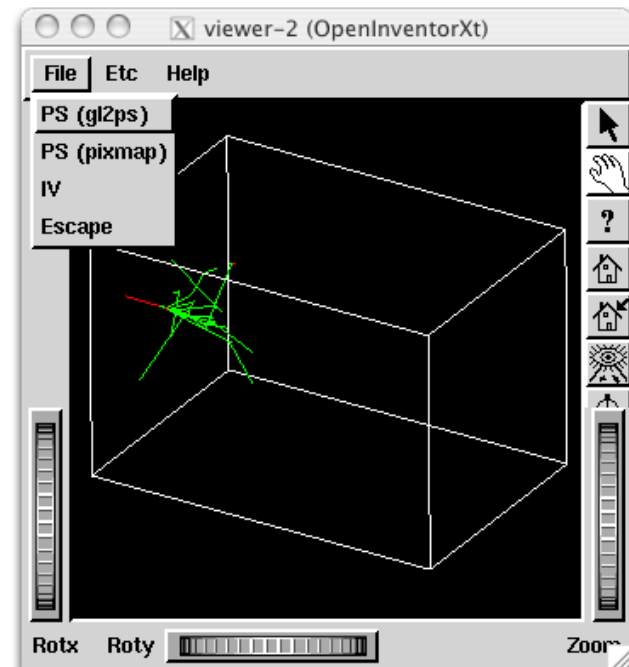 viewer-2 (OpenInventorXt)
File Etc Help
PS (gl2ps)
PS (pixmap)
IV
Escape
?
Rotx Roty Zoom